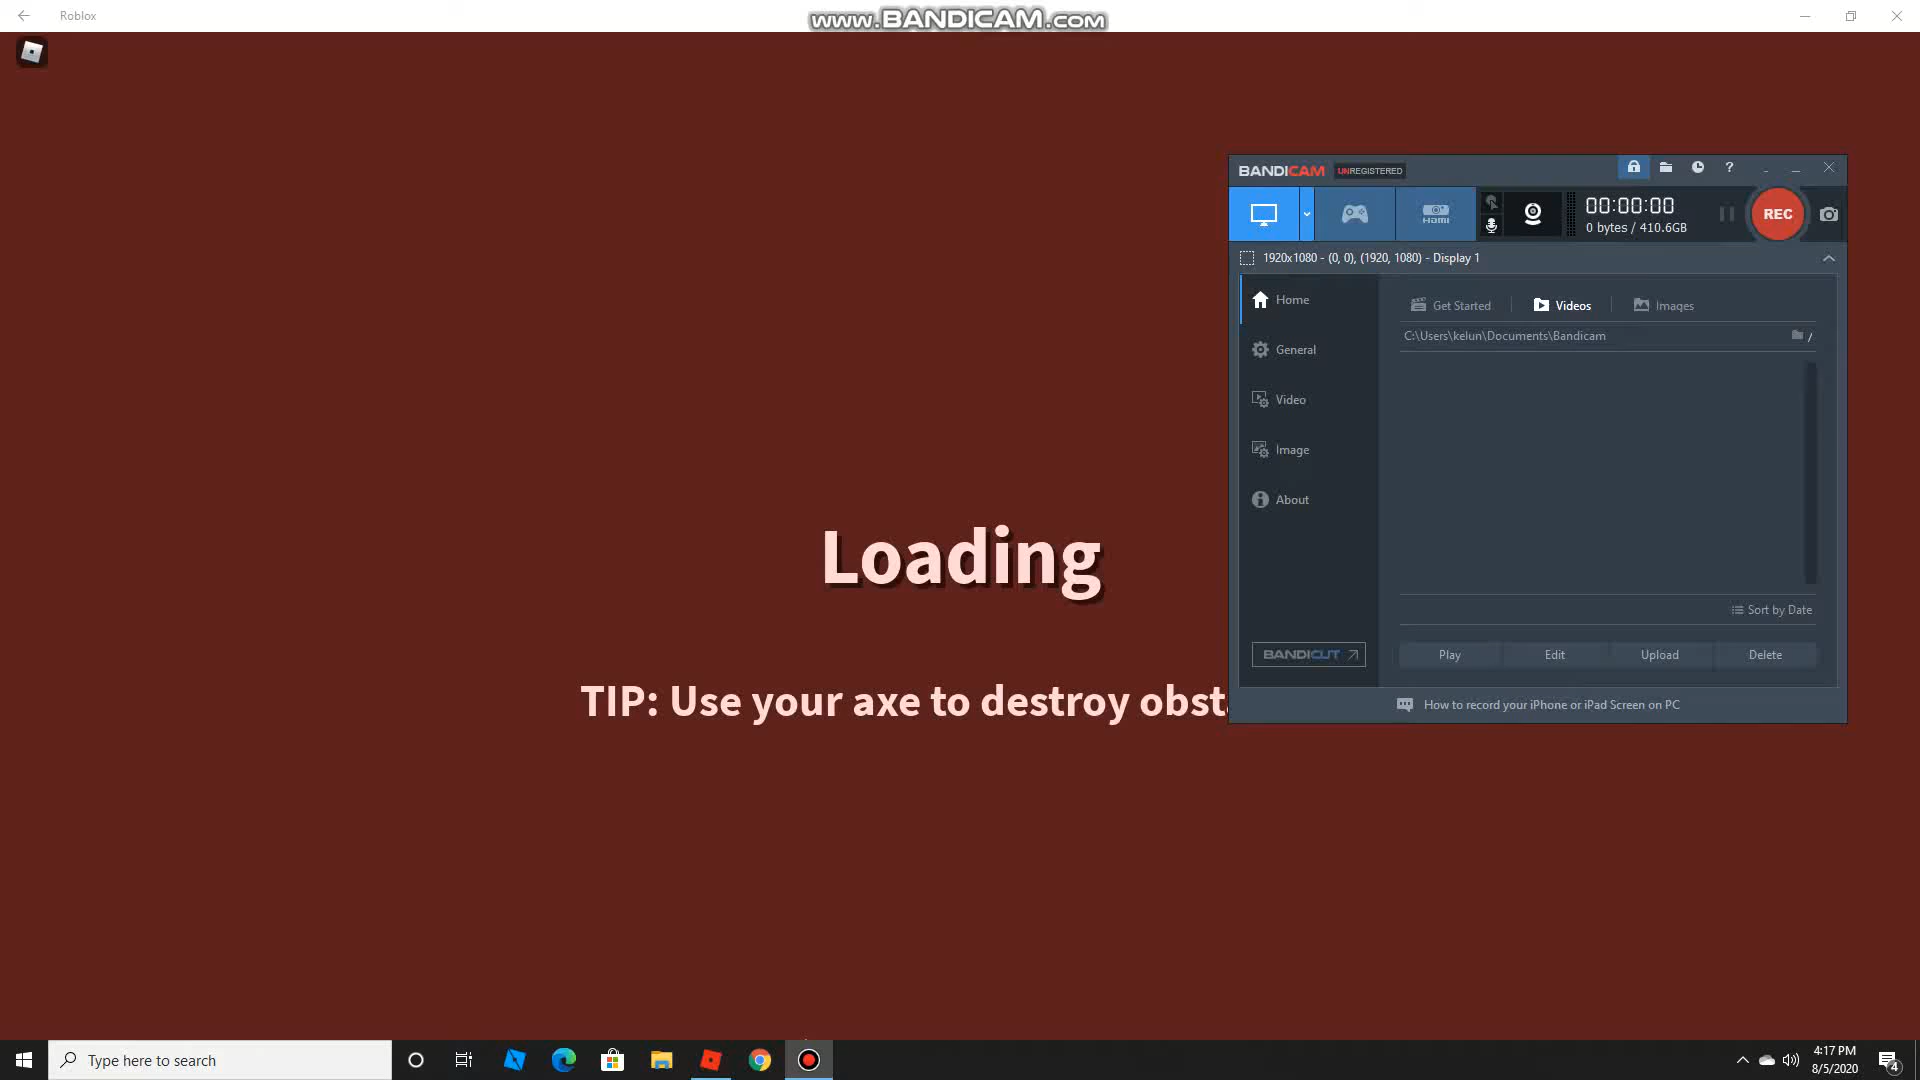 Roblox
www.BANDICAM.com
BANDICAM UNREGISTERED
?
HDMI
00:00:00
0 bytes / 410.6GB
REC
1920x1080 - (0, 0), (1920, 1080) - Display 1
Home
General
Video
Image
About
Get Started
Videos
Images
C:\Users\kelun\Documents\Bandicam
/
Sort by Date
BANDICUT
Play
Edit
Upload
Delete
How to record your iPhone or iPad Screen on PC
Loading
TIP: Use your axe to destroy
Type here to search
4:17 PM
8/5/2020
4